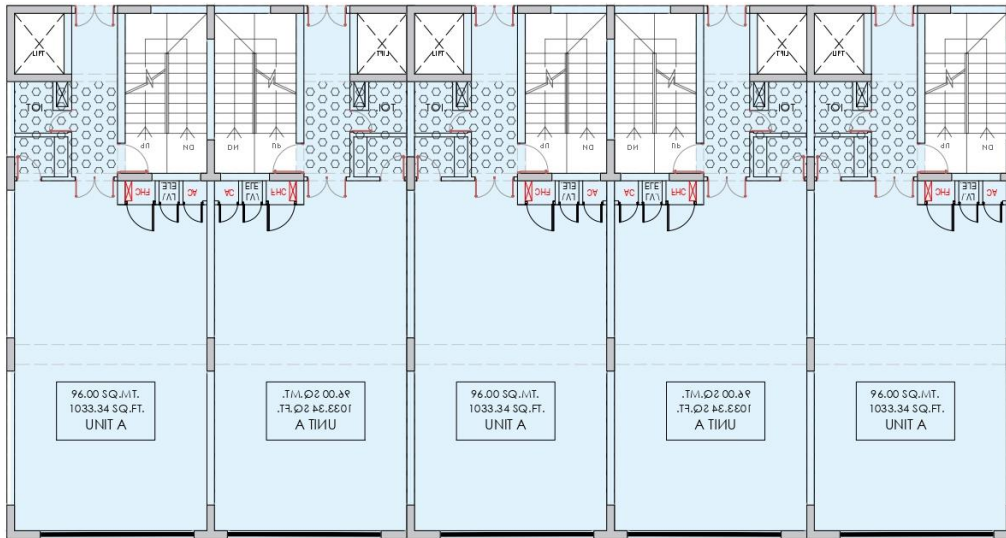 LIFT LIFT LIFT LIFT LIFT
TOI. TOI. TOI. TOI. TOI.
UP DN DN UP UP DN DN UP UP DN
FHC ELE AC AC ELE FHC FHC ELE AC AC ELE FHC FHC ELE AC
LV/ LV/ LV/ LV/ LV/
96.00 SQ.MT.
1033.34 SQ.FT.
UNIT A
96.00 SQ.MT.
1033.34 SQ.FT.
UNIT A
96.00 SQ.MT.
1033.34 SQ.FT.
UNIT A
96.00 SQ.MT.
1033.34 SQ.FT.
UNIT A
96.00 SQ.MT.
1033.34 SQ.FT.
UNIT A